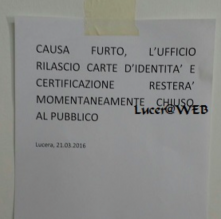 CAUSA FURTO, L'UFFICIO
RILASCIO CARTE D'IDENTITA' E
CERTIFICAZIONE RESTERA'
MOMENTANEAMENTE CHIUSO
AL PUBBLICO
Lucer@WEB
Lucera, 21.03.2016